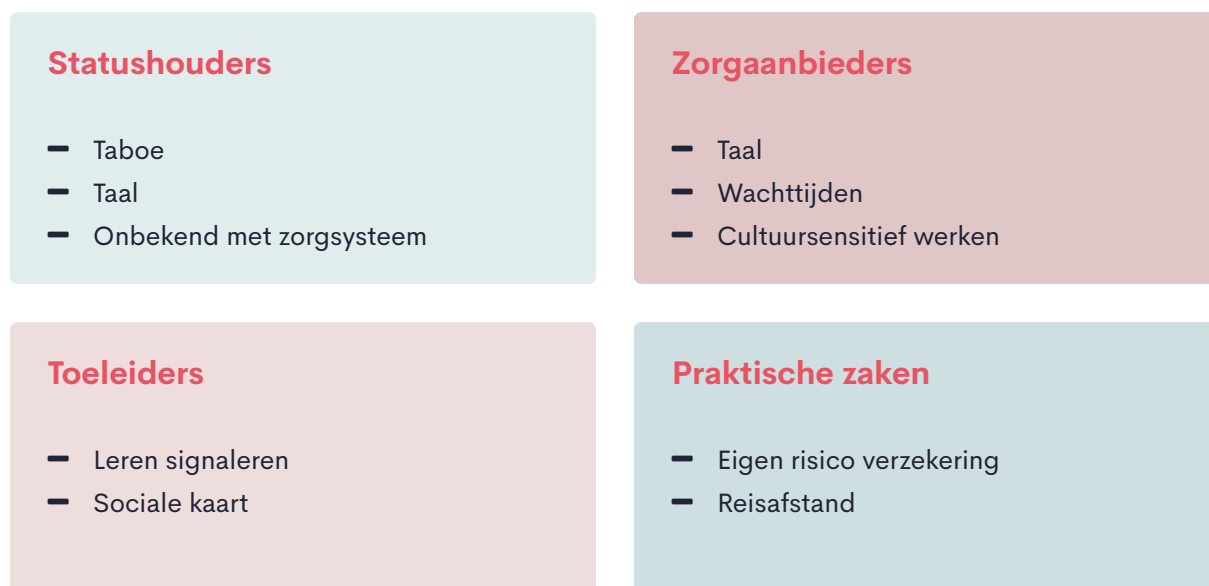 Statushouders
Taboe
Taal
Onbekend met zorgsysteem
Zorgaanbieders
Taal
Wachttijden
Cultuursensitief werken
Toeleiders
Leren signaleren
Sociale kaart
Praktische zaken
Eigen risico verzekering
Reisafstand